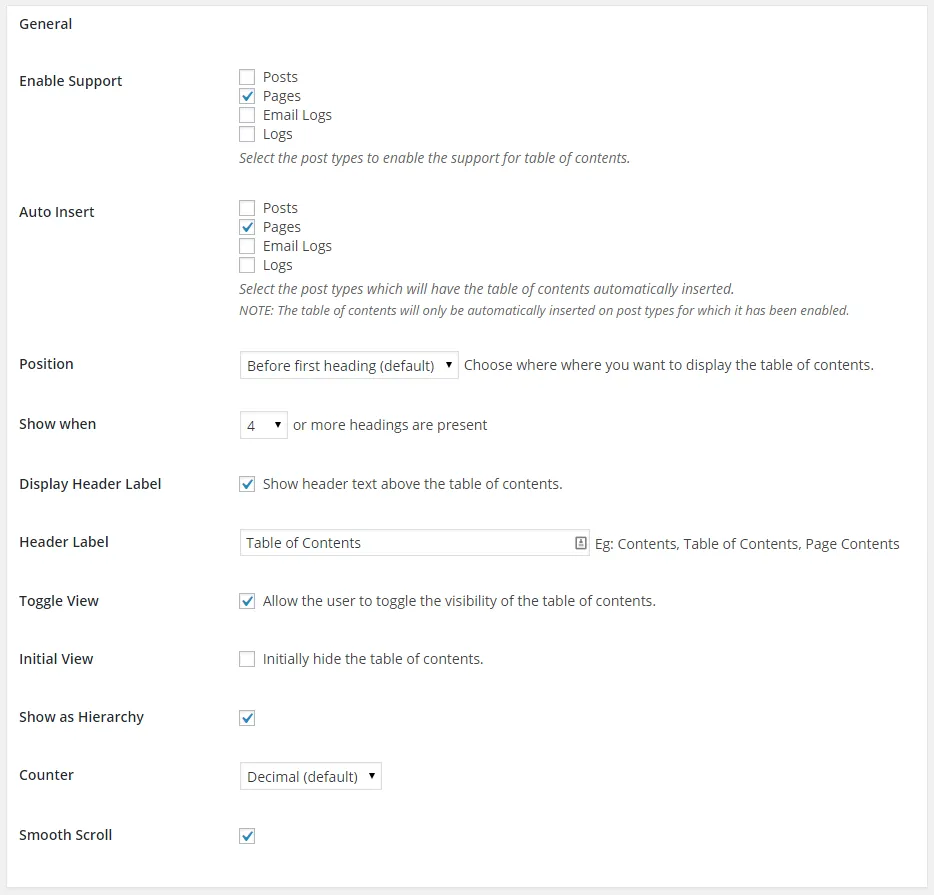 General
Enable Support
Posts
Pages
Email Logs
Logs
Select the post types to enable the support for table of contents.
Auto Insert
Posts
Pages
Email Logs
Logs
Select the post types which will have the table of contents automatically inserted.
NOTE: The table of contents will only be automatically inserted on post types for which it has been enabled.
Position Before first heading (default) Choose where where you want to display the table of contents.
Show when 4 or more headings are present
Display Header Label Show header text above the table of contents.
Header Label Table of Contents Eg: Contents, Table of Contents, Page Contents
Toggle View Allow the user to toggle the visibility of the table of contents.
Initial View Initially hide the table of contents.
Show as Hierarchy
Counter Decimal (default)
Smooth Scroll